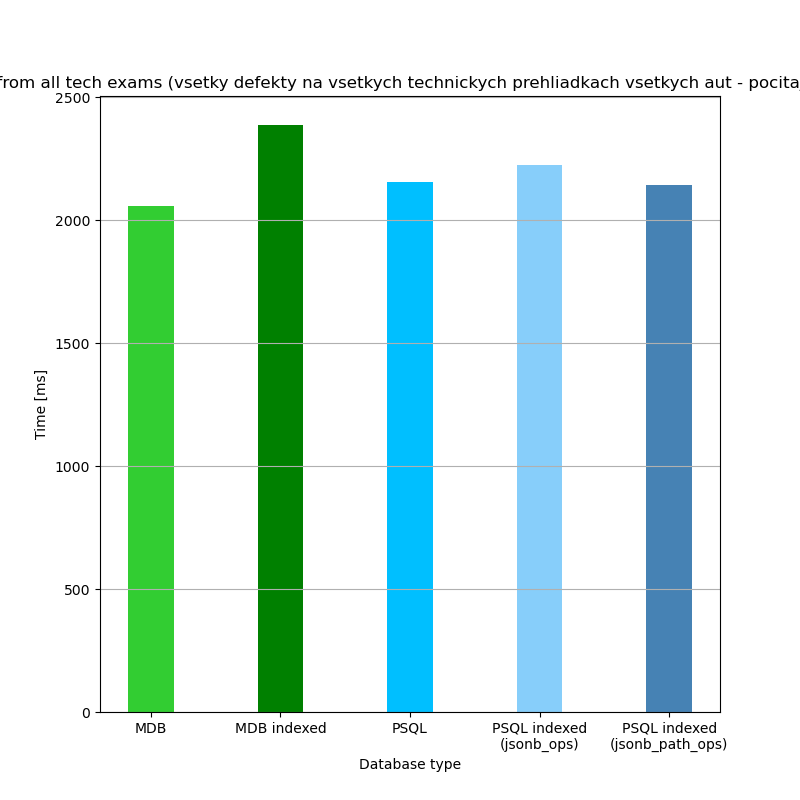 from all tech exams (vsetky defekty na vsetkych technickych prehliadkach vsetkych aut - pocita
2500
2000
1500
1000
500
0
Time [ms]
MDB
MDB indexed
PSQL
PSQL indexed
(jsonb_ops)
PSQL indexed
(jsonb_path_ops)
Database type